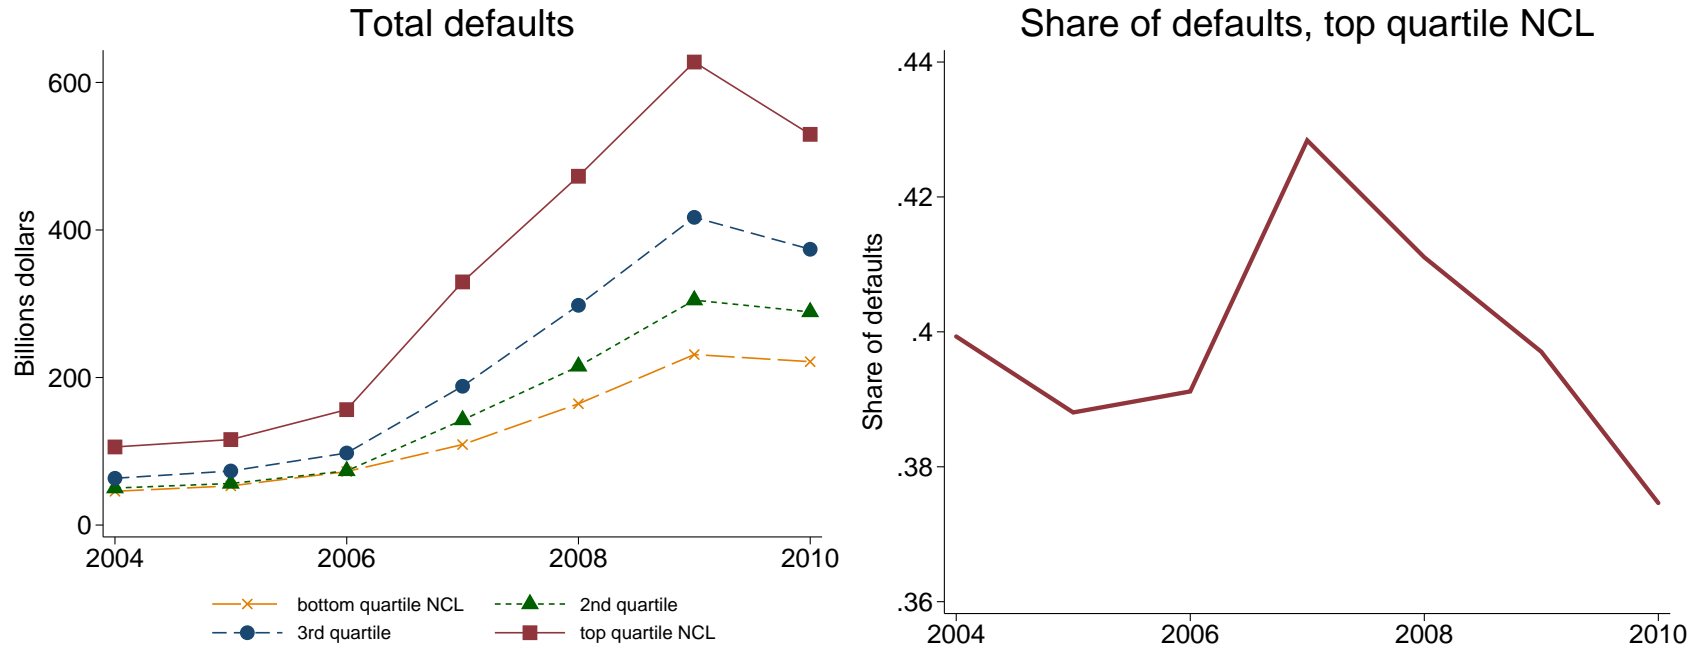 Total defaults
Billions dollars
600
400
200
0
2004 2006 2008 2010
bottom quartile NCL 2nd quartile
3rd quartile top quartile NCL
Share of defaults, top quartile NCL
Share of defaults
.44
.42
.4
.38
.36
2004 2006 2008 2010